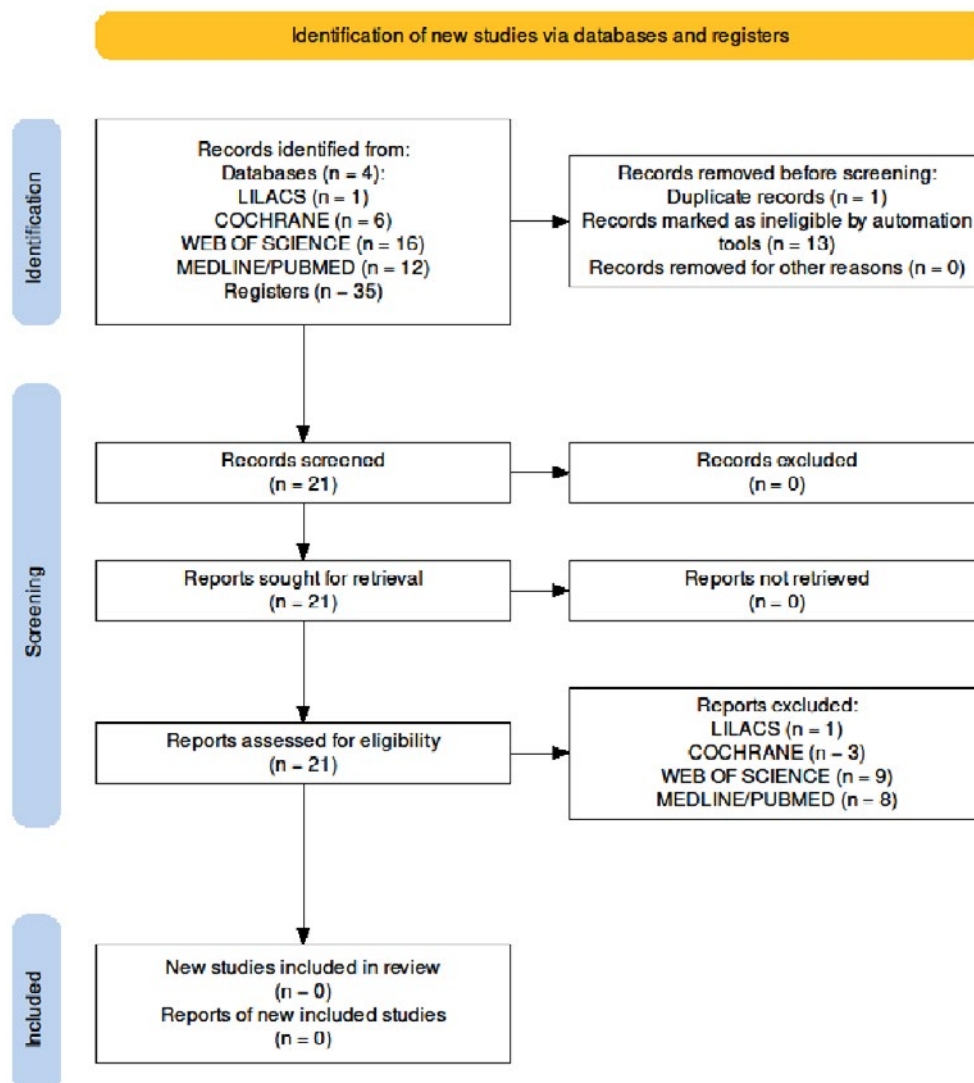 Identification of new studies via databases and registers
Identification
Records identified from:
Databases (n = 4):
LILACS (n = 1)
COCHRANE (n = 6)
WEB OF SCIENCE (n = 16)
MEDLINE/PUBMED (n = 12)
Registers (n – 35)
Records removed before screening:
Duplicate records (n = 1)
Records marked as ineligible by automation
tools (n = 13)
Records removed for other reasons (n = 0)
Screening
Records screened
(n = 21)
Records excluded
(n = 0)
Reports sought for retrieval
(n = 21)
Reports not retrieved
(n = 0)
Reports assessed for eligibility
(n – 21)
Reports excluded:
LILACS (n = 1)
COCHRANE (n – 3)
WEB OF SCIENCE (n = 9)
MEDLINE/PUBMED (n – 8)
Included
New studies included in review
(n – 0)
Reports of new included studies
(n = 0)